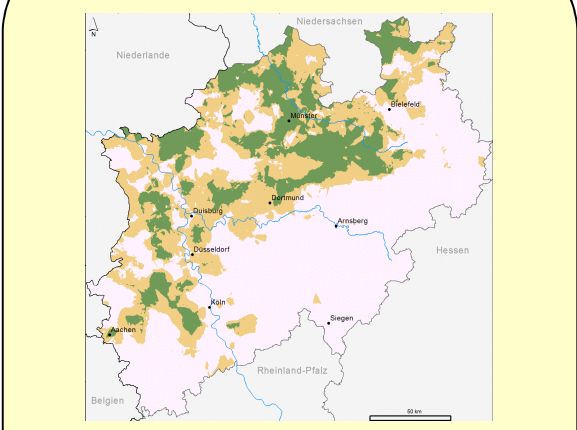 Niedersachsen
N
Niederlande
Bielefeld
Münster
Dortmund
Duisburg
Arnsberg
Düsseldorf
Hessen
Köln
Siegen
Aachen
Rheinland-Pfalz
Belgien
50 km